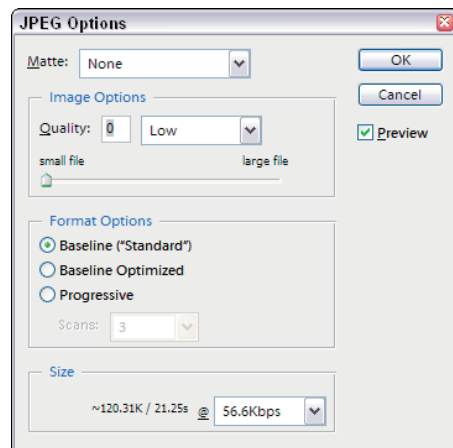 JPEG Options
Matte: None
OK
Cancel
Preview
Image Options
Quality: 0 Low
small file large file
Format Options
Baseline ("Standard")
Baseline Optimized
Progressive
Scans: 3
Size
~120.31K / 21.25s @ 56.6Kbps